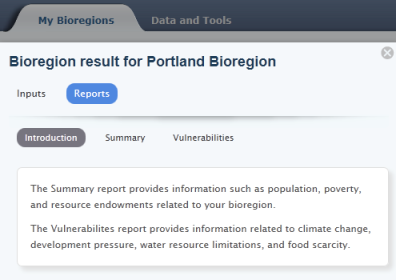 My Bioregions Data and Tools
Bioregion result for Portland Bioregion
Inputs Reports
Introduction Summary Vulnerabilities
The Summary report provides information such as population, poverty,
and resource endowments related to your bioregion.
The Vulnerabilites report provides information related to climate change,
development pressure, water resource limitations, and food scarcity.